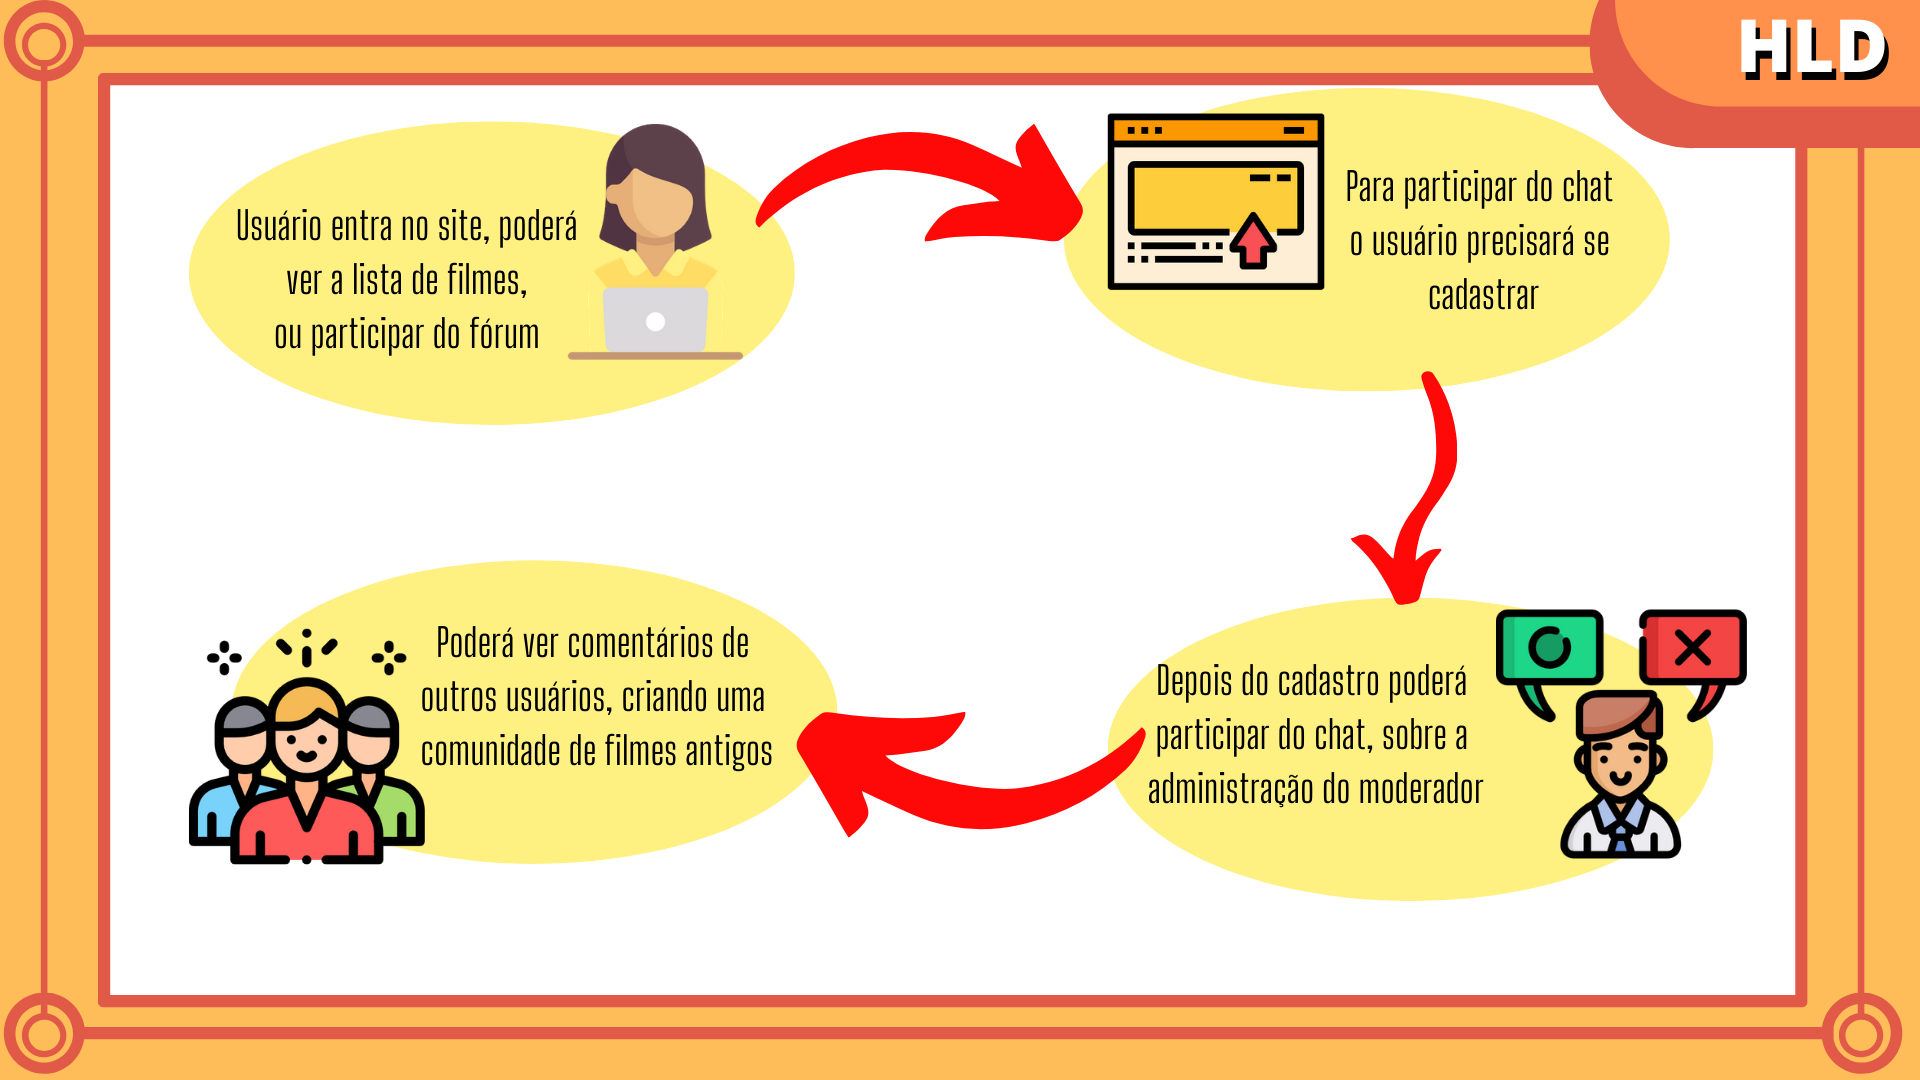 HLD
Usuário entra no site, poderá
ver a lista de filmes,
ou participar do fórum
Para participar do chat
o usuário precisará se
cadastrar
Depois do cadastro poderá
participar do chat, sobre a
administração do moderador
Poderá ver comentários de
outros usuários, criando uma
comunidade de filmes antigos